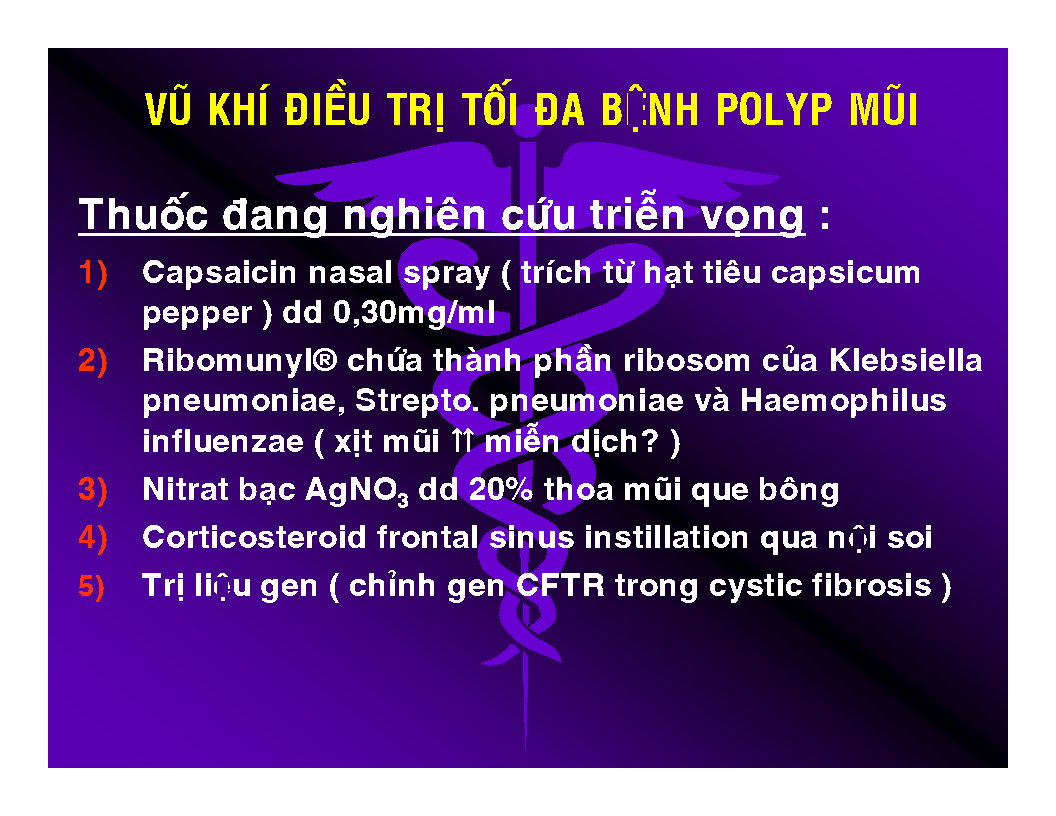 VŨ KHÍ ĐIỀU TRỊ TỐI ĐA BỆNH POLYP MŨI
Thuốc đang nghiên cứu triễn vọng :
1) Capsaicin nasal spray ( trích từ hạt tiêu capsicum
pepper ) dd 0,30mg/ml
2) Ribomunyl® chứa thành phần ribosom của Klebsiella
pneumoniae, Strepto. pneumoniae và Haemophilus
influenzae ( xịt mũi ⇈ miễn dịch? )
3) Nitrat bạc AgNO₃ dd 20% thoa mũi que bông
4) Corticosteroid frontal sinus instillation qua nội soi
5) Trị liệu gen ( chỉnh gen CFTR trong cystic fibrosis )